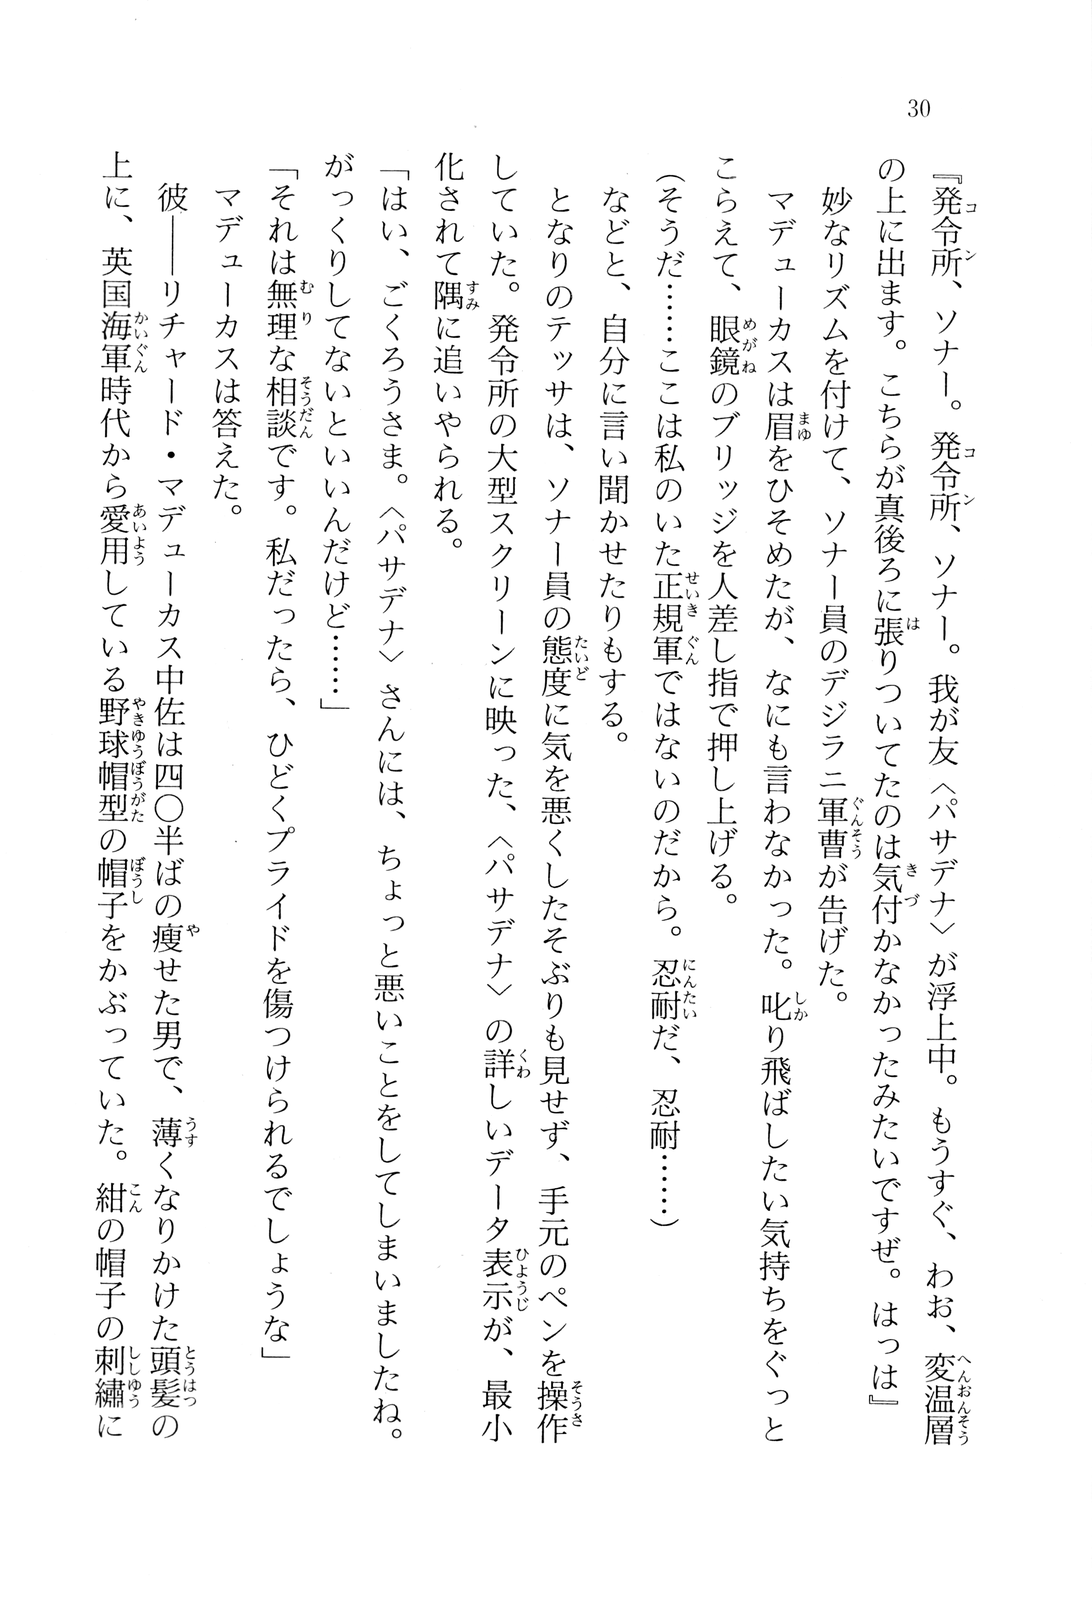 30
『発令所、ソナー。発令所、ソナー。我が友〈パサデナ〉が浮上中。もうすぐ、わお、変温層
の上に出ます。こちらが真後ろに張りついてたのは気付かなかったみたいですぜ。はっは』
妙なリズムを付けて、ソナー員のデジラニ軍曹が告げた。
マデューカスは眉をひそめたが、なにも言わなかった。叱り飛ばしたい気持ちをぐっと
こらえて、眼鏡のブリッジを人差し指で押し上げる。
(そうだ……ここは私のいた正規軍ではないのだから。忍耐だ、忍耐……)
などと、自分に言い聞かせたりもする。
となりのテッサは、ソナー員の態度に気を悪くしたそぶりも見せず、手元のペンを操作
していた。発令所の大型スクリーンに映った、〈パサデナ〉の詳しいデータ表示が、最小
化されて隅に追いやられる。
「はい、ごくろうさま。〈パサデナ〉さんには、ちょっと悪いことをしてしまいましたね。
がっくりしてないといいんだけど……」
「それは無理な相談です。私だったら、ひどくプライドを傷つけられるでしょうな」
マデューカスは答えた。
彼――リチャード・マデューカス中佐は四〇半ばの痩せた男で、薄くなりかけた頭髪の
上に、英国海軍時代から愛用している野球帽型の帽子をかぶっていた。紺の帽子の刺繡に